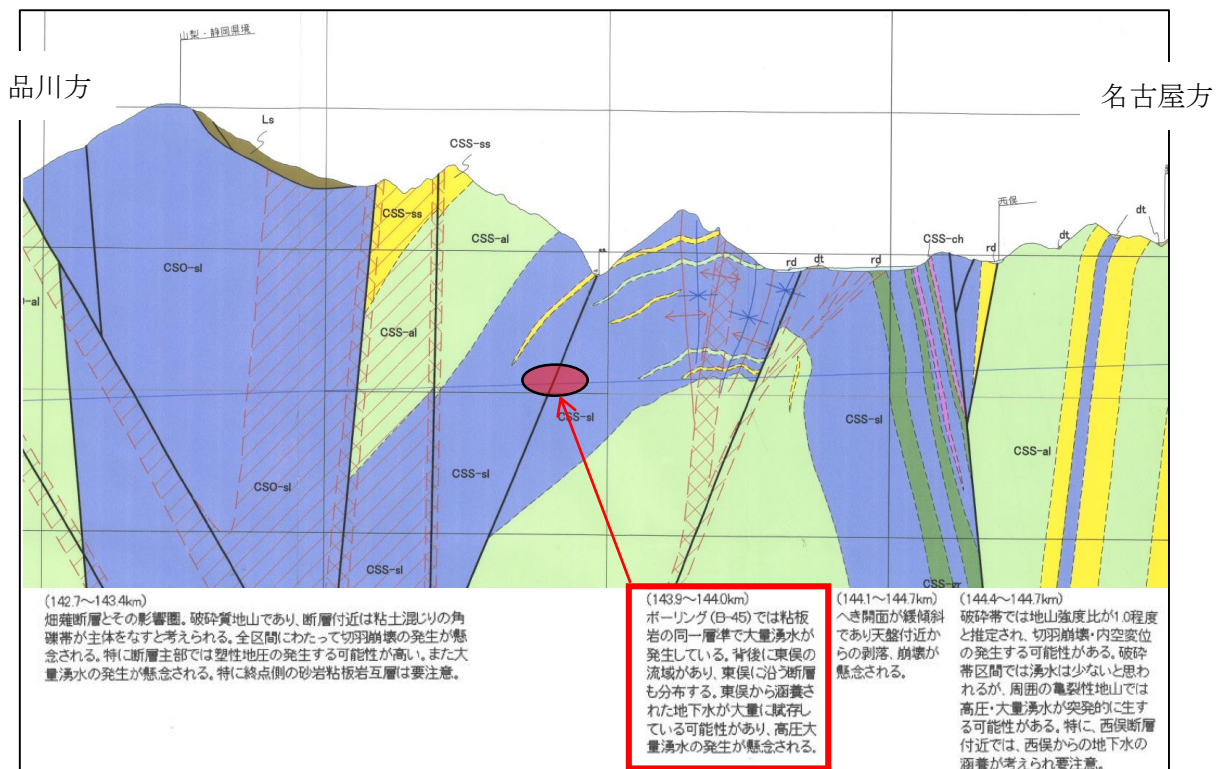 山梨・静岡県境
品川方
名古屋方
Ls
CSS-ss
西俣
dt
CSS-ss
CSS-al
CSS-ch
rd
dt
CSO-sl
rd
dt
rd
O-al
CSS-al
CSS-sl
CSS-sl
CSS-al
CSS-sl
CSO-sl
CSS-sl
CSS-gr
(142.7～143.4km)
畑薙断層とその影響圏。破砕質地山であり、断層付近は粘土混じりの角
礫帯が主体をなすと考えられる。全区間にわたって切羽崩壊の発生が懸
念される。特に断層主部では塑性地圧の発生する可能性が高い。また大
量湧水の発生が懸念される。特に終点側の砂岩粘板岩互層は要注意。
(143.9～144.0km)
ボーリング(B-45)では粘板
岩の同一層準で大量湧水が
発生している。背後に東俣の
流域があり、東俣に沿う断層
も分布する。東俣から涵養さ
れた地下水が大量に賦存し
ている可能性があり、高圧大
量湧水の発生が懸念される。
(144.1～144.7km)
へき開面が緩傾斜
であり天盤付近か
らの剥落、崩壊が
懸念される。
(144.4～144.7km)
破砕帯では地山強度比が1.0程度
と推定され、切羽崩壊・内空変位
の発生する可能性がある。破砕
帯区間では湧水は少ないと思わ
れるが、周囲の亀裂性地山では
高圧・大量湧水が突発的に生す
る可能性がある。特に、西俣断層
付近では、西俣からの地下水の
涵養が考えられ要注意。